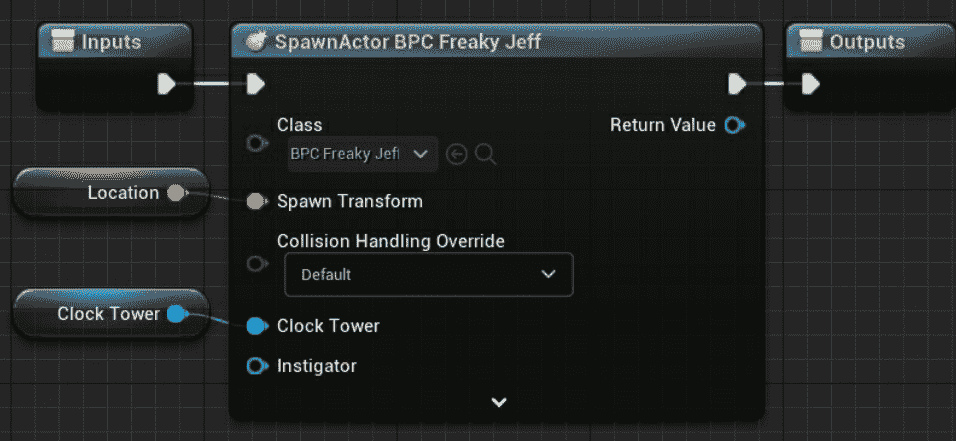 Inputs
SpawnActor BPC Freaky Jeff
Outputs
Class
Return Value
BPC Freaky Jeff
Location
Spawn Transform
Collision Handling Override
Default
Clock Tower
Clock Tower
Instigator